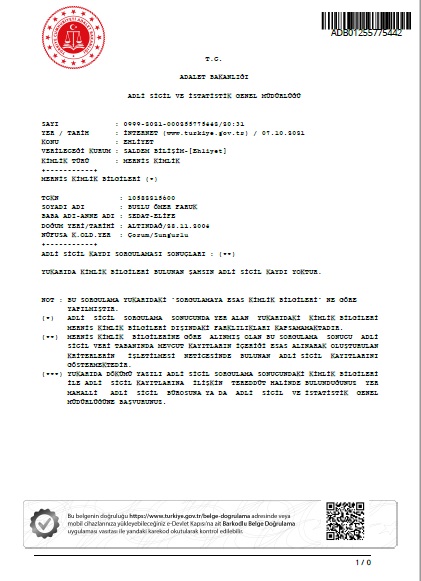 ADB01255775442
T.C.
ADALET BAKANLIĞI
ADLİ SİCİL VE İSTATİSTİK GENEL MÜDÜRLÜĞÜ
SAYI : 0999-2021-000255775442/20:31
YER / TARİH : İNTERNET (www.turkiye.gov.tr) / 07.10.2021
KONU : EHLİYET
VERİLECEĞİ KURUM : SALDEM BİLİŞİM-[Ehliyet]
KİMLİK TÜRÜ : MERNİS KİMLİK
+-----------+
MERNİS KİMLİK BİLGİLERİ (*)
TCKN : 10588215600
SOYADI ADI : BUZLU ÖMER FARUK
BABA ADI-ANNE ADI : SEDAT-ELİFE
DOĞUM YERİ/TARİHİ : ALTINDAĞ/28.11.2004
NÜFUSA K.OLD.YER : Çorum/Sungurlu
+-----------+
ADLİ SİCİL KAYDI SORGULAMASI SONUÇLARI : (**)
YUKARIDA KİMLİK BİLGİLERİ BULUNAN ŞAHSIN ADLİ SİCİL KAYDI YOKTUR.
NOT : BU SORGULAMA YUKARIDAKİ 'SORGULAMAYA ESAS KİMLİK BİLGİLERİ' NE GÖRE
YAPILMIŞTIR.
(*) ADLİ SİCİL SORGULAMA SONUCUNDA YER ALAN YUKARIDAKİ KİMLİK BİLGİLERİ
MERNİS KİMLİK BİLGİLERİ DIŞINDAKİ FARKLILIKLARI KAPSAMAMAKTADIR.
(**) MERNİS KİMLİK BİLGİLERİNE GÖRE ALINMIŞ OLAN BU SORGULAMA SONUCU ADLİ
SİCİL VERİ TABANINDA MEVCUT KAYITLARIN İÇERİĞİ ESAS ALINARAK OLUŞTURULAN
KRİTERLERİN İŞLETİLMESİ NETİCESİNDE BULUNAN ADLİ SİCİL KAYITLARINI
GÖSTERMEKTEDİR.
(***) YUKARIDA DÖKÜMÜ YAZILI ADLİ SİCİL SORGULAMA SONUCUNDAKİ KİMLİK BİLGİLERİ
İLE ADLİ SİCİL KAYITLARINA İLİŞKİN TEREDDÜT HALİNDE BULUNDUĞUNUZ YER
MAHALLİ ADLİ SİCİL BÜROSUNA YA DA ADLİ SİCİL VE İSTATİSTİK GENEL
MÜDÜRLÜĞÜNE BAŞVURUNUZ.
Bu belgenin doğruluğu https://www.turkiye.gov.tr/belge-dogrulama adresinde veya
mobil cihazlarınıza yükleyebileceğiniz e-Devlet Kapısı'na ait Barkodlu Belge Doğrulama
uygulaması vasıtası ile yandaki karekod okutularak kontrol edilebilir.
1 / 0